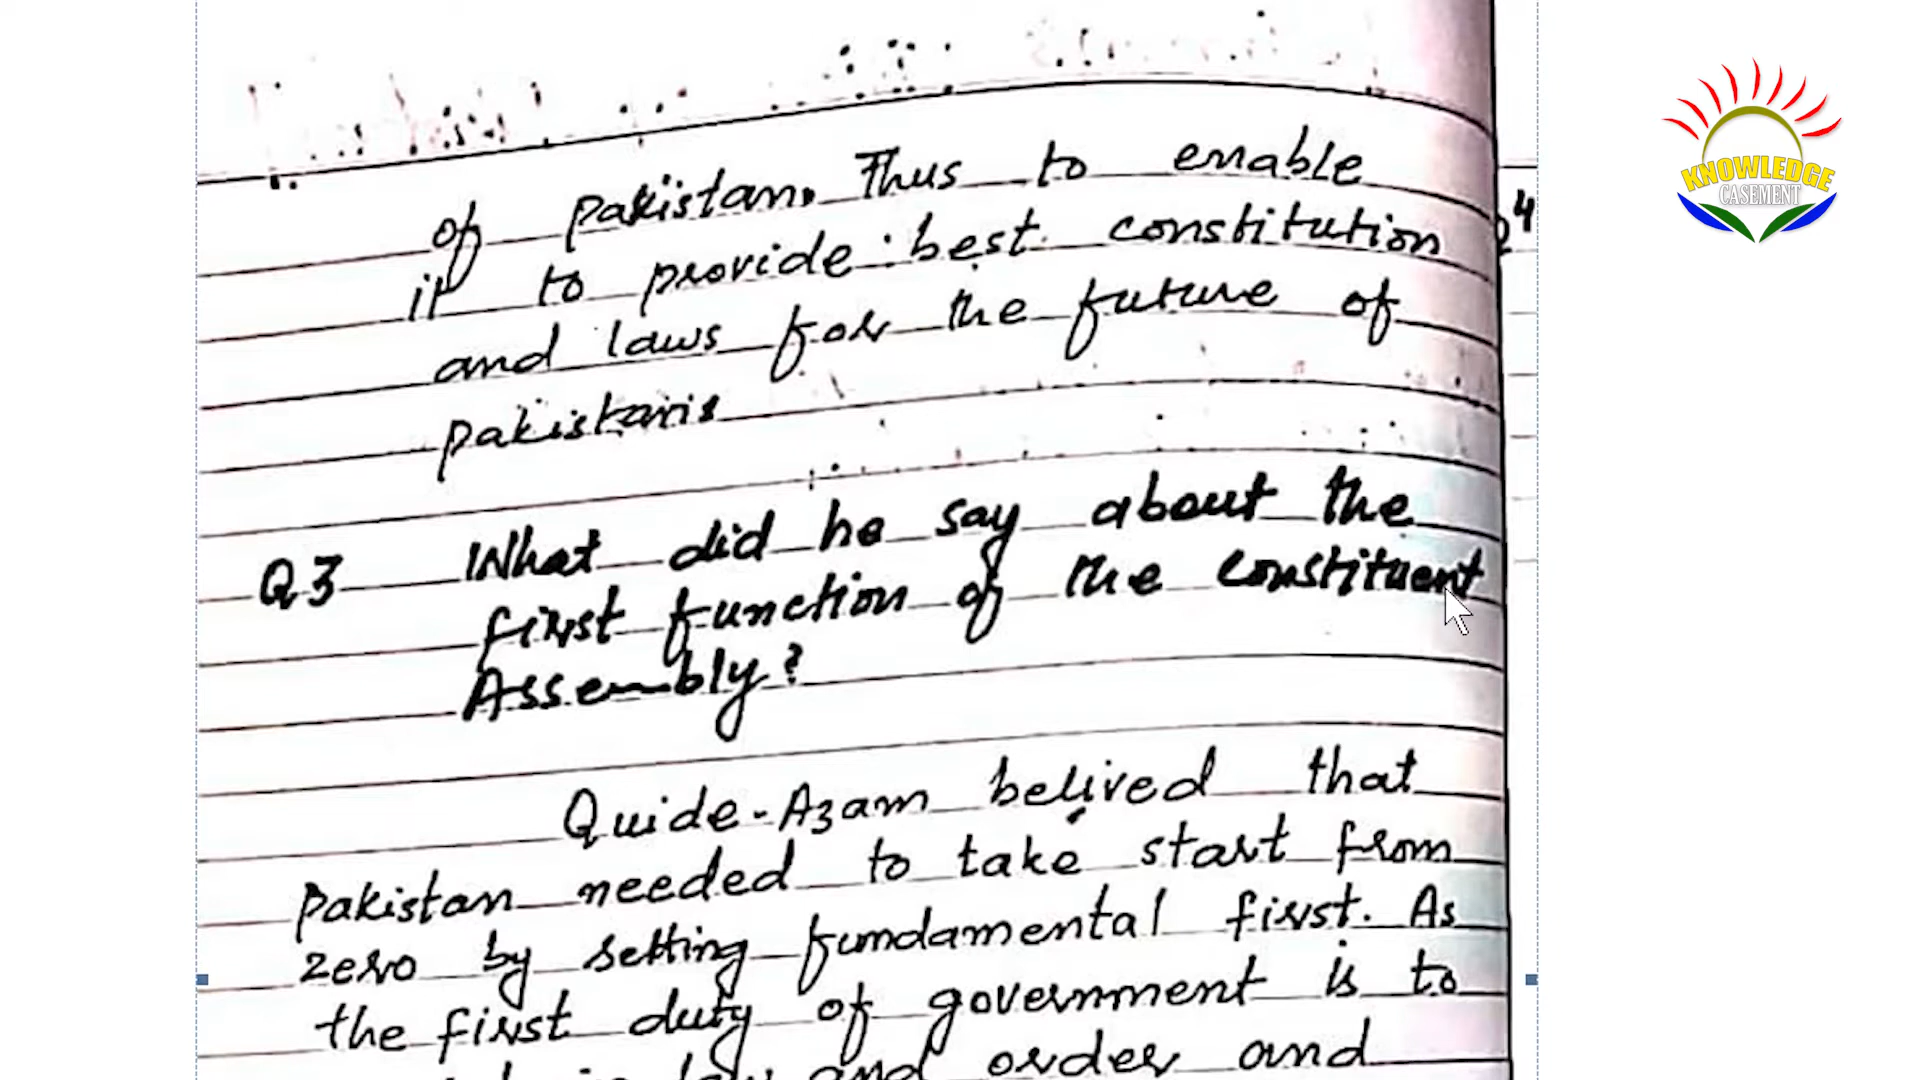 of Pakistan. Thus to enable
it to provide best constitution
and laws for the future of
pakistanis
Q3 What did he say about the
first function of the constituent
Assembly?
Quide-Azam belived that
Pakistan needed to take start from
zero by setting fundamental first. As
the first duty of government is to
law and order and
KNOWLEDGE
CASEMENT